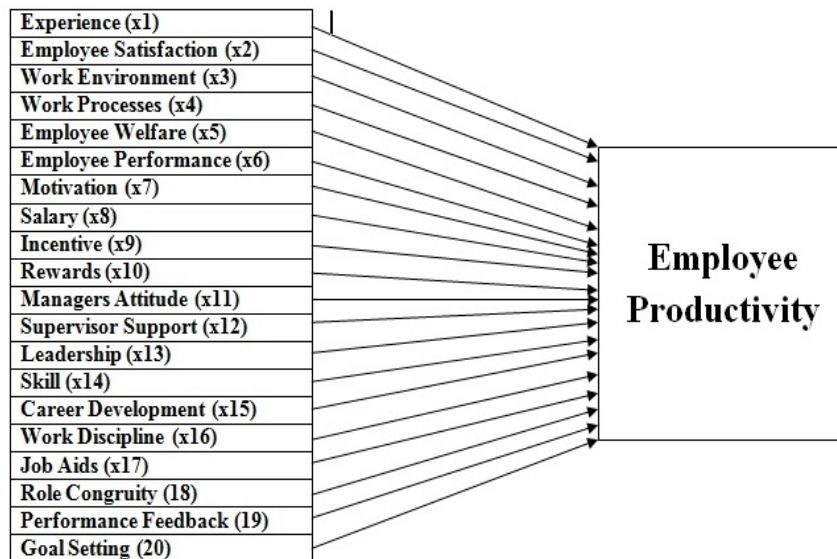 Experience (x1)
Employee Satisfaction (x2)
Work Environment (x3)
Work Processes (x4)
Employee Welfare (x5)
Employee Performance (x6)
Motivation (x7)
Salary (x8)
Incentive (x9)
Rewards (x10)
Managers Attitude (x11)
Supervisor Support (x12)
Leadership (x13)
Skill (x14)
Career Development (x15)
Work Discipline (x16)
Job Aids (x17)
Role Congruity (18)
Performance Feedback (19)
Goal Setting (20)
Employee
Productivity